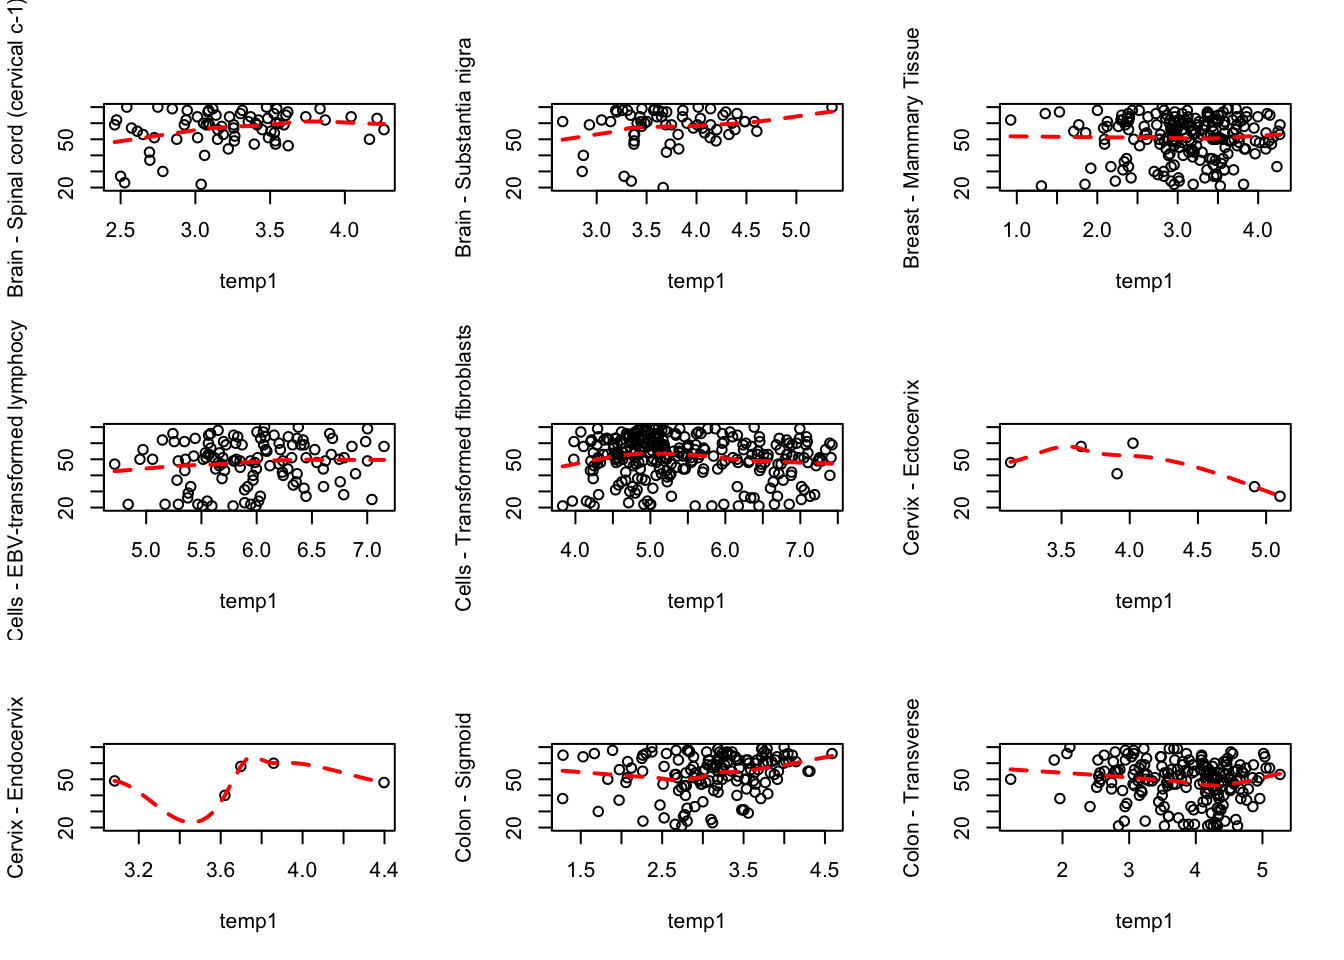 Brain - Spinal cord (cervical c-1)
20 50
2.5 3.0 3.5 4.0
temp1
Brain - Substantia nigra
20 50
3.0 3.5 4.0 4.5 5.0
temp1
Breast - Mammary Tissue
20 50
1.0 2.0 3.0 4.0
temp1
Cells - EBV-transformed lymphocy
20 50
5.0 5.5 6.0 6.5 7.0
temp1
Cells - Transformed fibroblasts
20 50
4.0 5.0 6.0 7.0
temp1
Cervix - Ectocervix
20 50
3.5 4.0 4.5 5.0
temp1
Cervix - Endocervix
20 50
3.2 3.6 4.0 4.4
temp1
Colon - Sigmoid
20 50
1.5 2.5 3.5 4.5
temp1
Colon - Transverse
20 50
2 3 4 5
temp1